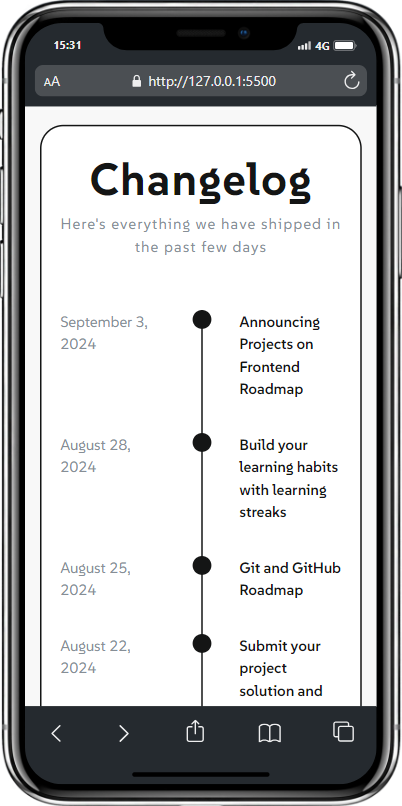 15:31
4G
AA
http://127.0.0.1:5500
Changelog
Here's everything we have shipped in
the past few days
September 3,
2024
Announcing
Projects on
Frontend
Roadmap
August 28,
2024
Build your
learning habits
with learning
streaks
August 25,
2024
Git and GitHub
Roadmap
August 22,
2024
Submit your
project
solution and